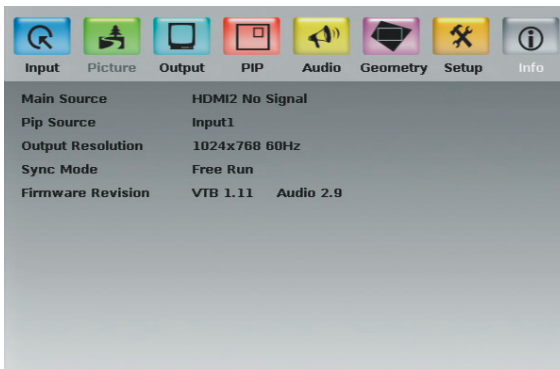 Input Picture Output PIP Audio Geometry Setup Info
Main Source HDMI2 No Signal
Pip Source Input1
Output Resolution 1024x768 60Hz
Sync Mode Free Run
Firmware Revision VTB 1.11 Audio 2.9